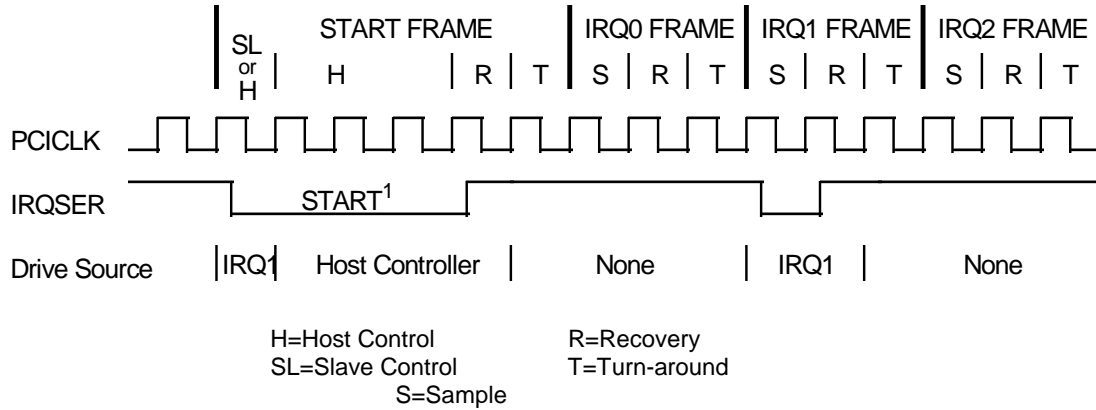 START FRAME IRQ0 FRAME IRQ1 FRAME IRQ2 FRAME
SL
or
H
H R T S R T S R T S R T
PCICLK
IRQSER START1
Drive Source IRQ1 Host Controller None IRQ1 None
H=Host Control R=Recovery
SL=Slave Control T=Turn-around
S=Sample